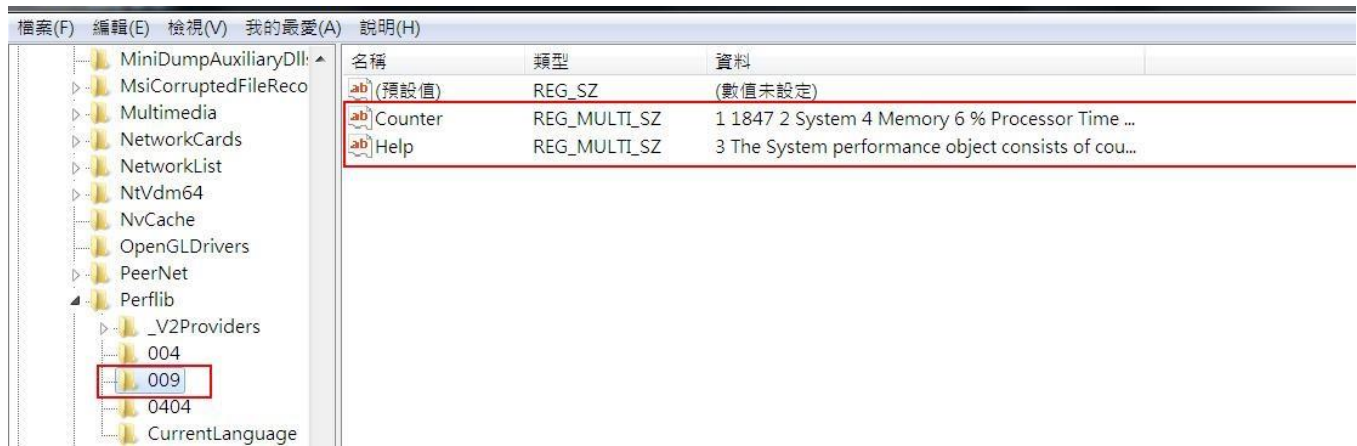 檔案(F) 編輯(E) 檢視(V) 我的最愛(A) 說明(H)
MiniDumpAuxiliaryDlls
MsiCorruptedFileReco
Multimedia
NetworkCards
NetworkList
NtVdm64
NvCache
OpenGLDrivers
PeerNet
Perflib
_V2Providers
004
009
0404
CurrentLanguage
名稱 類型 資料
(預設值) REG_SZ (數值未設定)
Counter REG_MULTI_SZ 1 1847 2 System 4 Memory 6 % Processor Time ...
Help REG_MULTI_SZ 3 The System performance object consists of cou...